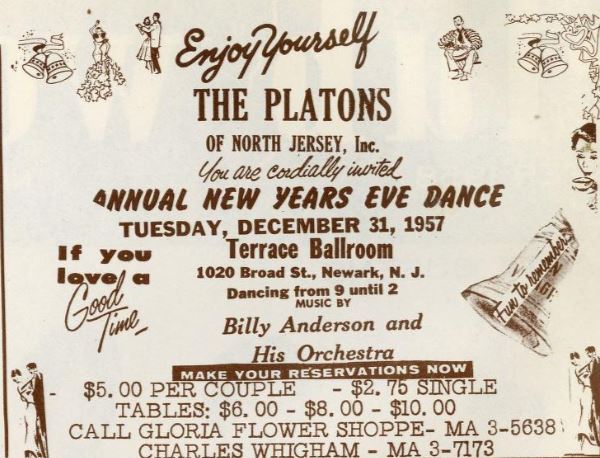 Enjoy Yourself
THE PLATONS
OF NORTH JERSEY, Inc.
You are cordially invited
ANNUAL NEW YEARS EVE DANCE
TUESDAY, DECEMBER 31, 1957
If you
love a
Good
Time
Terrace Ballroom
1020 Broad St., Newark, N. J.
Dancing from 9 until 2
MUSIC BY
Billy Anderson and
His Orchestra
Fun to remember
MAKE YOUR RESERVATIONS NOW
$5.00 PER COUPLE - $2.75 SINGLE
TABLES: $6.00 - $8.00 - $10.00
CALL GLORIA FLOWER SHOPPE- MA 3-5638
CHARLES WHIGHAM - MA 3-7173